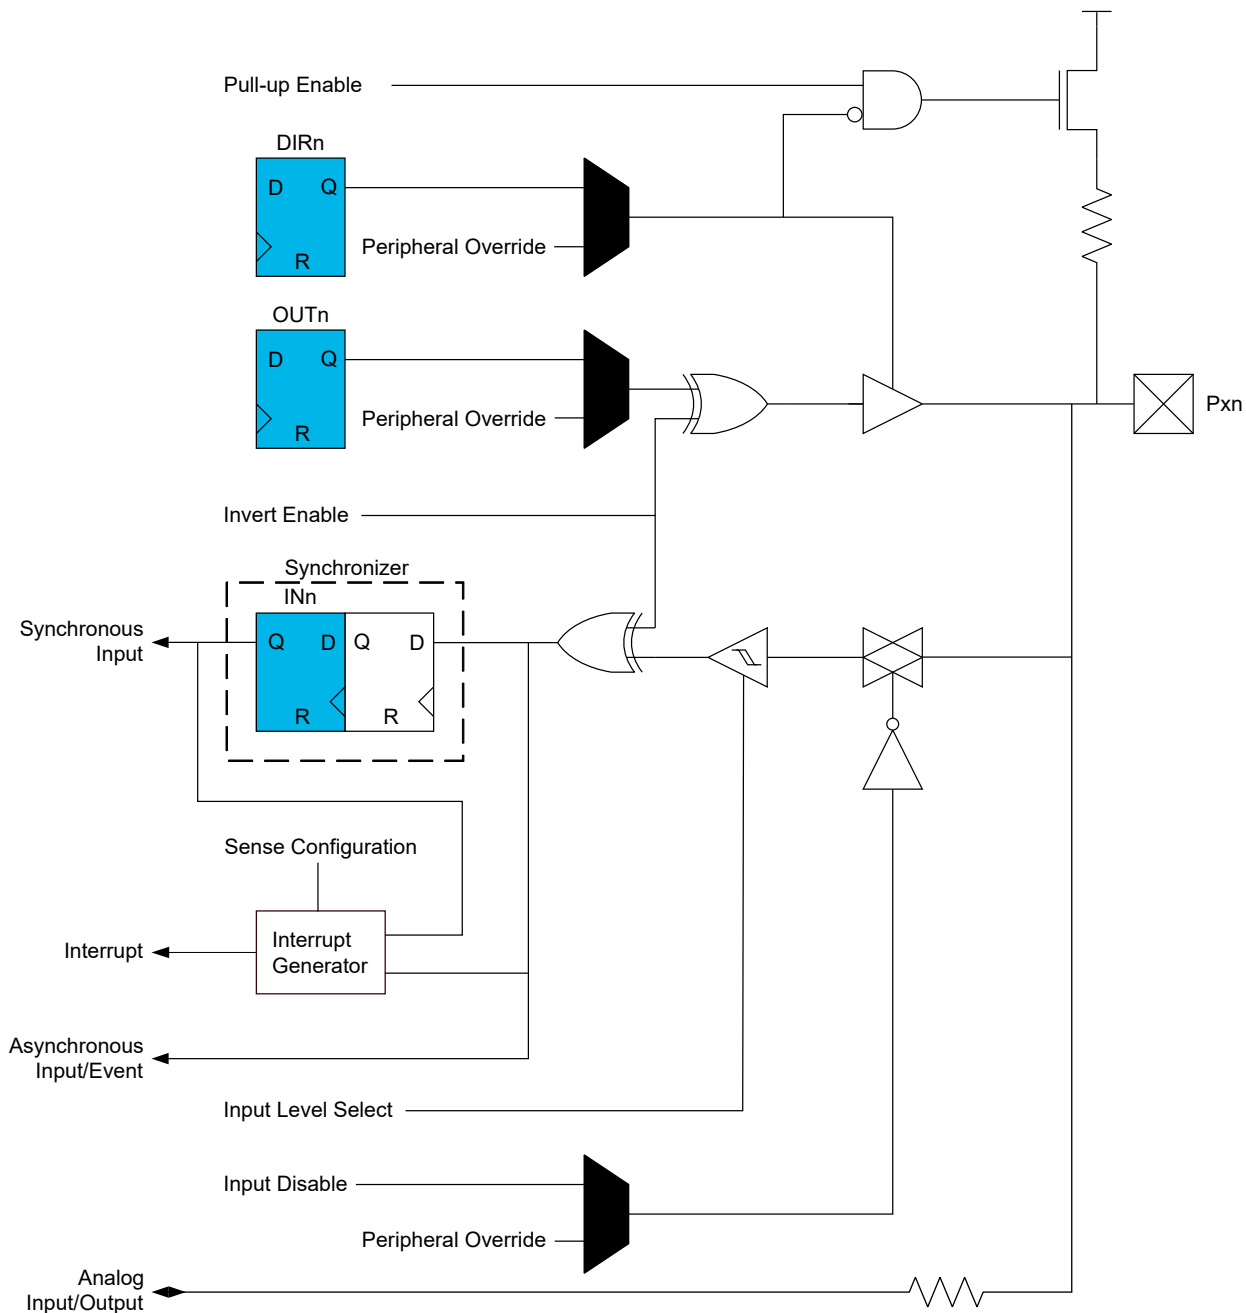 Pull-up Enable
DIRn
D Q
R
Peripheral Override
OUTn
D Q
R
Peripheral Override
Pxn
Invert Enable
Synchronizer
INn
Synchronous
Input
Q D Q D
R R
Sense Configuration
Interrupt
Interrupt
Generator
Asynchronous
Input/Event
Input Level Select
Input Disable
Peripheral Override
Analog
Input/Output